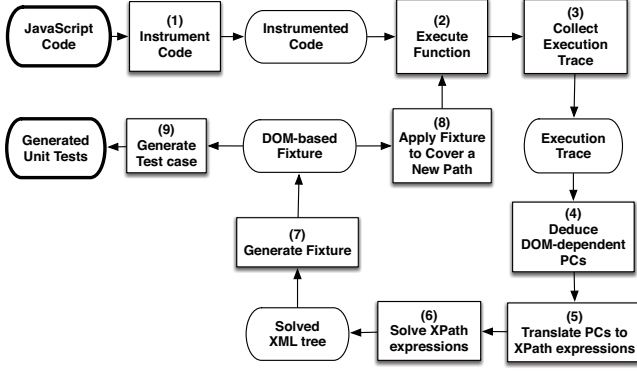 JavaScript
Code
(1)
Instrument
Code
Instrumented
Code
(2)
Execute
Function
(3)
Collect
Execution
Trace
Generated
Unit Tests
(9)
Generate
Test case
DOM-based
Fixture
(8)
Apply Fixture
to Cover a
New Path
Execution
Trace
(4)
Deduce
DOM-dependent
PCs
(7)
Generate Fixture
Solved
XML tree
(6)
Solve XPath
expressions
(5)
Translate PCs to
XPath expressions